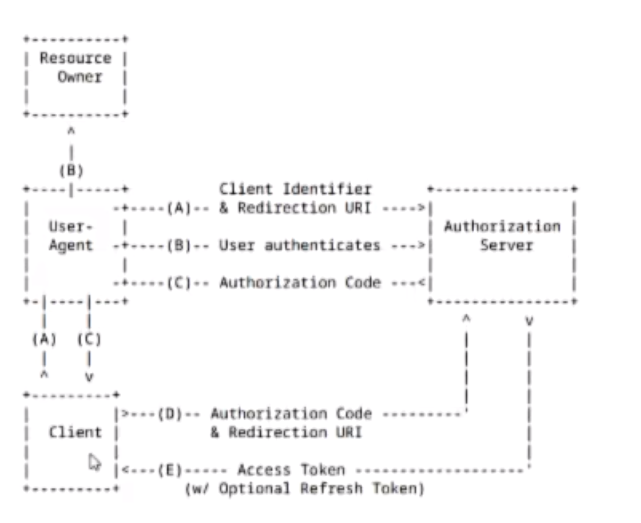 Resource
Owner
(B)
Client Identifier
(A) & Redirection URI
User-
Agent
Authorization
Server
(B) User authenticates
(C) Authorization Code
(A) (C)
(D) Authorization Code
Client & Redirection URI
(E) Access Token
(w/ Optional Refresh Token)